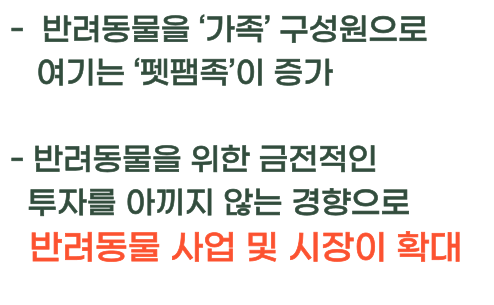 - 반려동물을 ‘가족’ 구성원으로
여기는 ‘펫팸족’이 증가
- 반려동물을 위한 금전적인
투자를 아끼지 않는 경향으로
반려동물 사업 및 시장이 확대